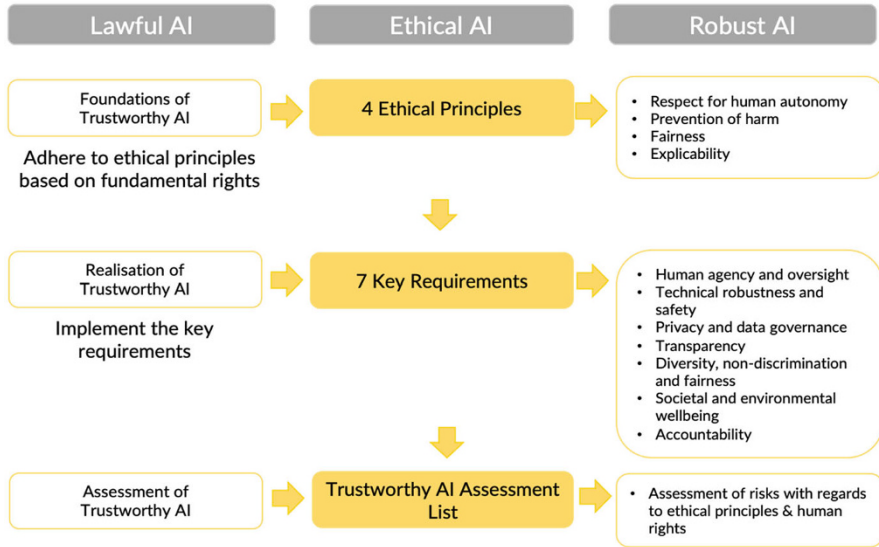 Lawful AI
Ethical AI
Robust AI
Foundations of
Trustworthy AI
Adhere to ethical principles
based on fundamental rights
4 Ethical Principles
• Respect for human autonomy
• Prevention of harm
• Fairness
• Explicability
Realisation of
Trustworthy AI
Implement the key
requirements
7 Key Requirements
• Human agency and oversight
• Technical robustness and
safety
• Privacy and data governance
• Transparency
• Diversity, non-discrimination
and fairness
• Societal and environmental
wellbeing
• Accountability
Assessment of
Trustworthy AI
Trustworthy AI Assessment
List
• Assessment of risks with regards
to ethical principles & human
rights